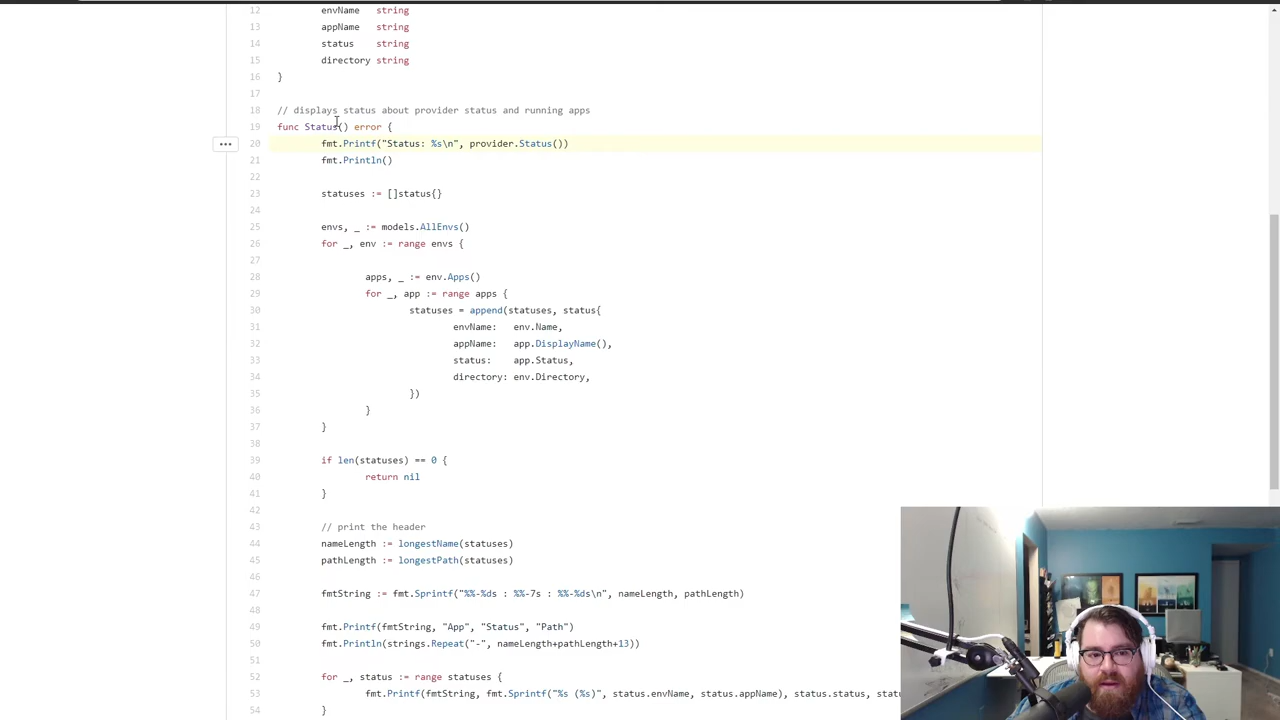 12 envName string
13 appName string
14 status string
15 directory string
16 }
17
18 // displays status about provider status and running apps
19 func Status() error {
20 fmt.Printf("Status: %s\n", provider.Status())
21 fmt.Println()
22
23 statuses := []status{}
24
25 envs, _ := models.AllEnvs()
26 for _, env := range envs {
27
28 apps, _ := env.Apps()
29 for _, app := range apps {
30 statuses = append(statuses, status{
31 envName: env.Name,
32 appName: app.DisplayName(),
33 status: app.Status,
34 directory: env.Directory,
35 })
36 }
37 }
38
39 if len(statuses) == 0 {
40 return nil
41 }
42
43 // print the header
44 nameLength := longestName(statuses)
45 pathLength := longestPath(statuses)
46
47 fmtString := fmt.Sprintf("%%-%ds : %%-7s : %%-%ds\n", nameLength, pathLength)
48
49 fmt.Printf(fmtString, "App", "Status", "Path")
50 fmt.Println(strings.Repeat("-", nameLength+pathLength+13))
51
52 for _, status := range statuses {
53 fmt.Printf(fmtString, fmt.Sprintf("%s (%s)", status.envName, status.appName), status.status, statu
54 }